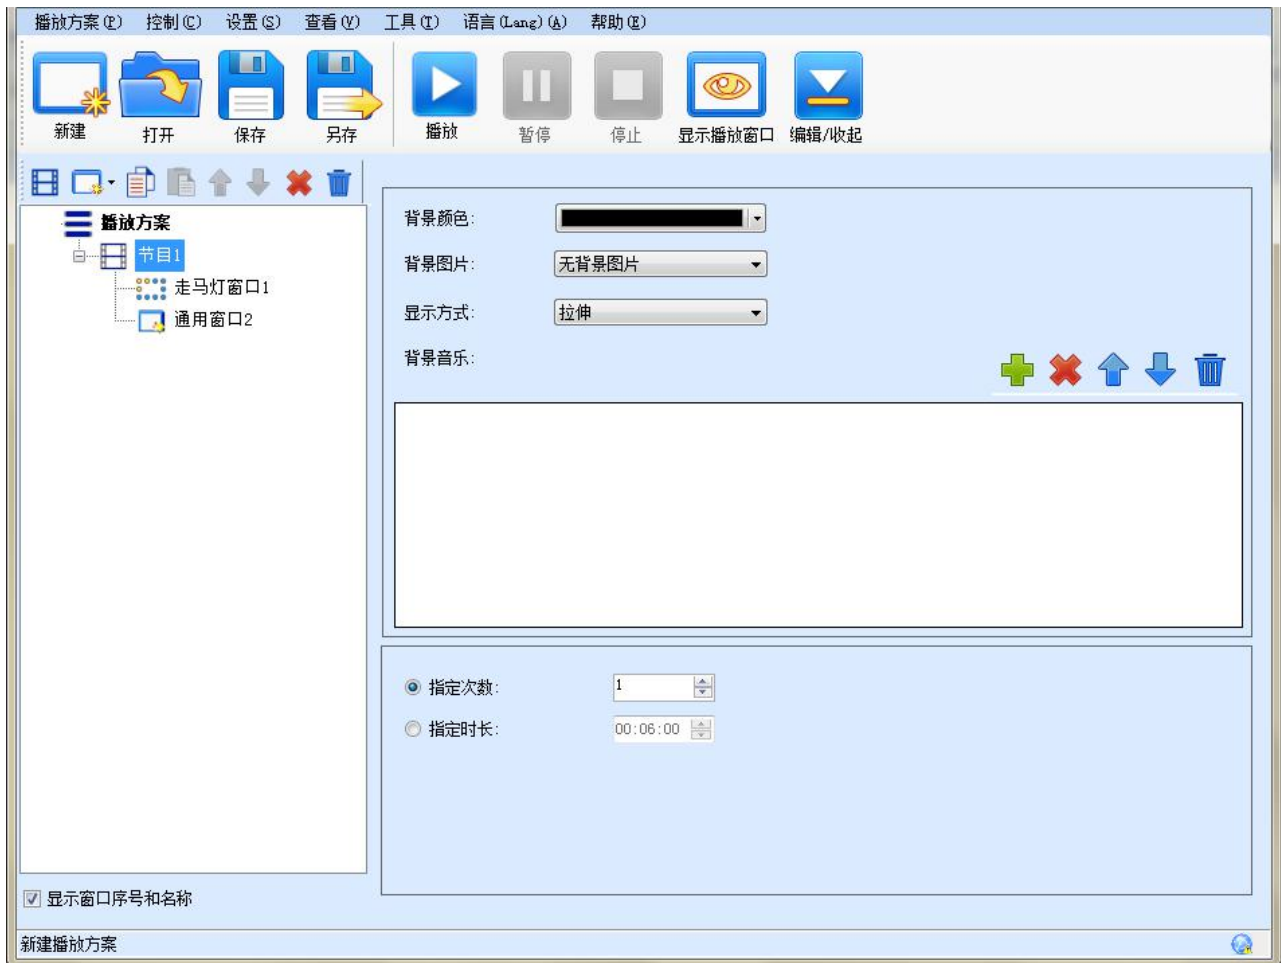 播放方案(P) 控制(C) 设置(S) 查看(V) 工具(T) 语言(Lang)(A) 帮助(E)
新建 打开 保存 另存 播放 暂停 停止 显示播放窗口 编辑/收起
播放方案
节目1
走马灯窗口1
通用窗口2
背景颜色:
背景图片: 无背景图片
显示方式: 拉伸
背景音乐:
指定次数: 1
指定时长: 00:06:00
显示窗口序号和名称
新建播放方案